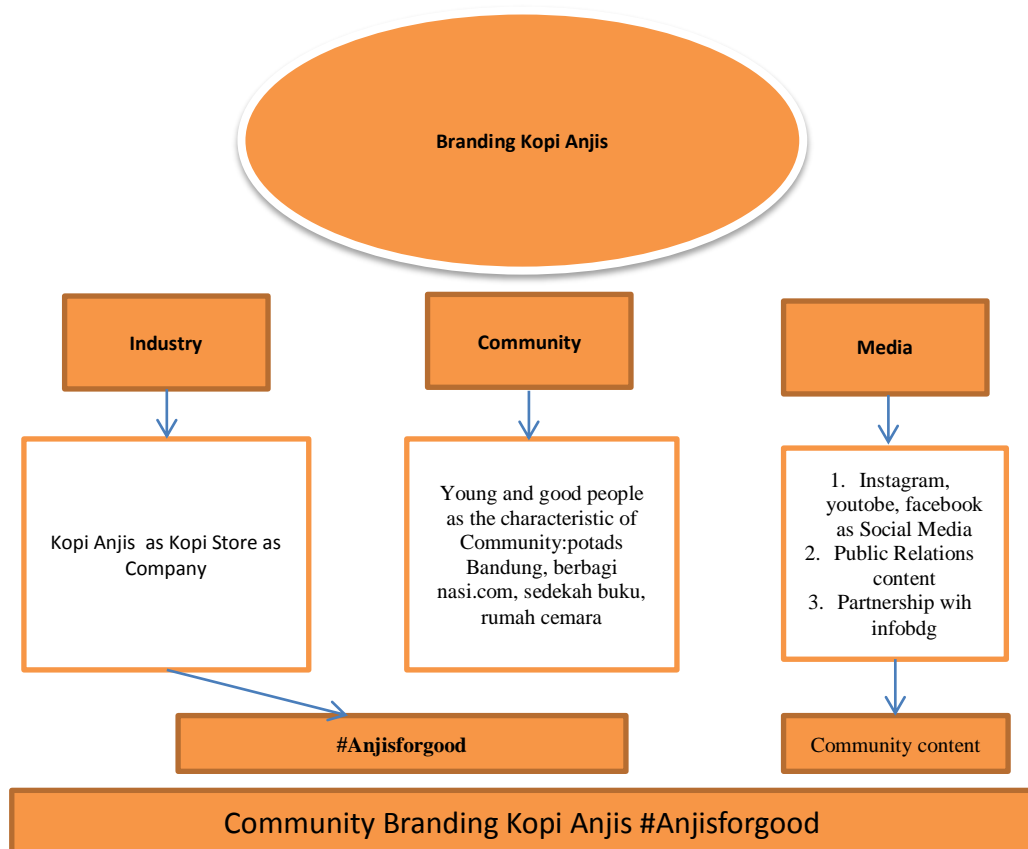 Branding Kopi Anjis
Industry
Community
Media
Kopi Anjis as Kopi Store as
Company
Young and good people
as the characteristic of
Community:potads
Bandung, berbagi
nasi.com, sedekah buku,
rumah cemara
1. Instagram,
youtobe, facebook
as Social Media
2. Public Relations
content
3. Partnership wih
infobdg
#Anjisforgood
Community content
Community Branding Kopi Anjis #Anjisforgood